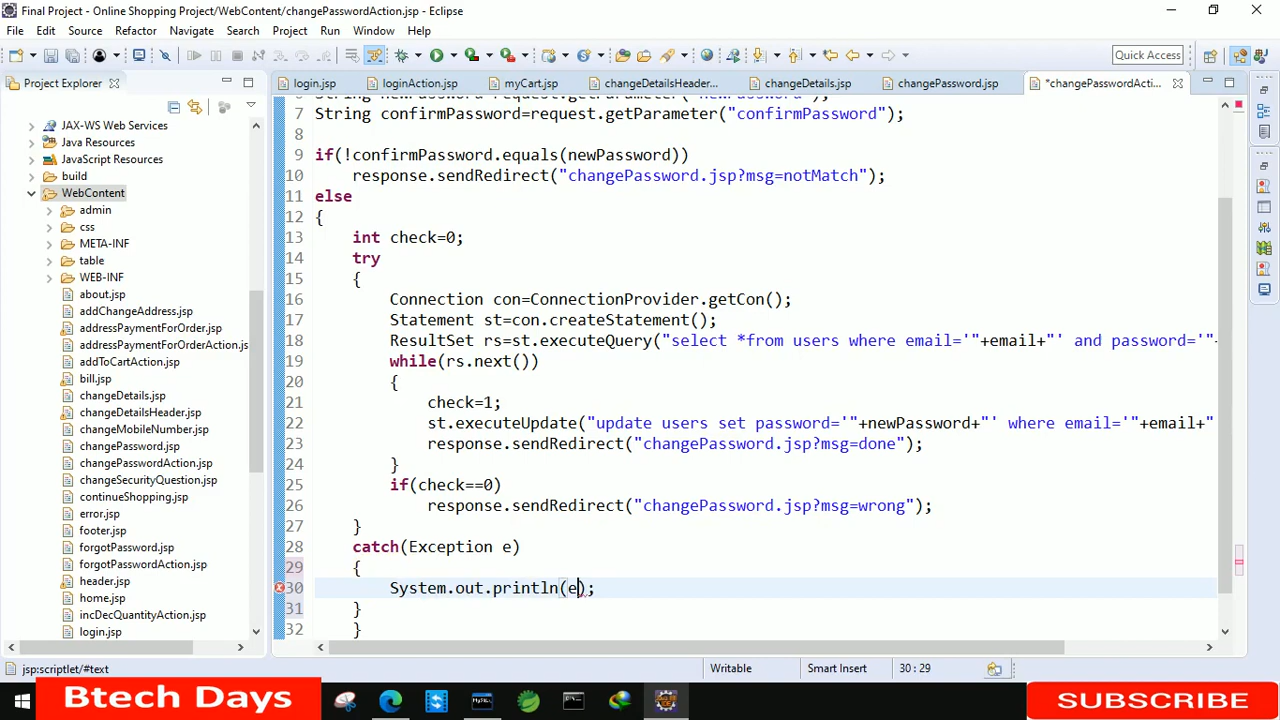 Final Project - Online Shopping Project/WebContent/changePasswordAction.jsp - Eclipse
File Edit Source Refactor Navigate Search Project Run Window Help
Quick Access
Project Explorer
login.jsp loginAction.jsp myCart.jsp changeDetailsHeader... changeDetails.jsp changePassword.jsp *changePasswordActi...
JAX-WS Web Services
Java Resources
JavaScript Resources
build
WebContent
admin
css
META-INF
table
WEB-INF
about.jsp
addChangeAddress.jsp
addressPaymentForOrder.jsp
addressPaymentForOrderAction.js
addToCartAction.jsp
bill.jsp
changeDetails.jsp
changeDetailsHeader.jsp
changeMobileNumber.jsp
changePassword.jsp
changePasswordAction.jsp
changeSecurityQuestion.jsp
continueShopping.jsp
error.jsp
footer.jsp
forgotPassword.jsp
forgotPasswordAction.jsp
header.jsp
home.jsp
incDecQuantityAction.jsp
login.jsp
7 String confirmPassword=request.getParameter("confirmPassword");
8
9 if(!confirmPassword.equals(newPassword))
10 response.sendRedirect("changePassword.jsp?msg=notMatch");
11 else
12 {
13 int check=0;
14 try
15 {
16 Connection con=ConnectionProvider.getCon();
17 Statement st=con.createStatement();
18 ResultSet rs=st.executeQuery("select *from users where email='"+email+"' and password='"+
19 while(rs.next())
20 {
21 check=1;
22 st.executeUpdate("update users set password='"+newPassword+"' where email='"+email+"
23 response.sendRedirect("changePassword.jsp?msg=done");
24 }
25 if(check==0)
26 response.sendRedirect("changePassword.jsp?msg=wrong");
27 }
28 catch(Exception e)
29 {
30 System.out.println(e);
31 }
32 }
jsp:scriptlet/#text Writable Smart Insert 30 : 29
Btech Days
SUBSCRIBE